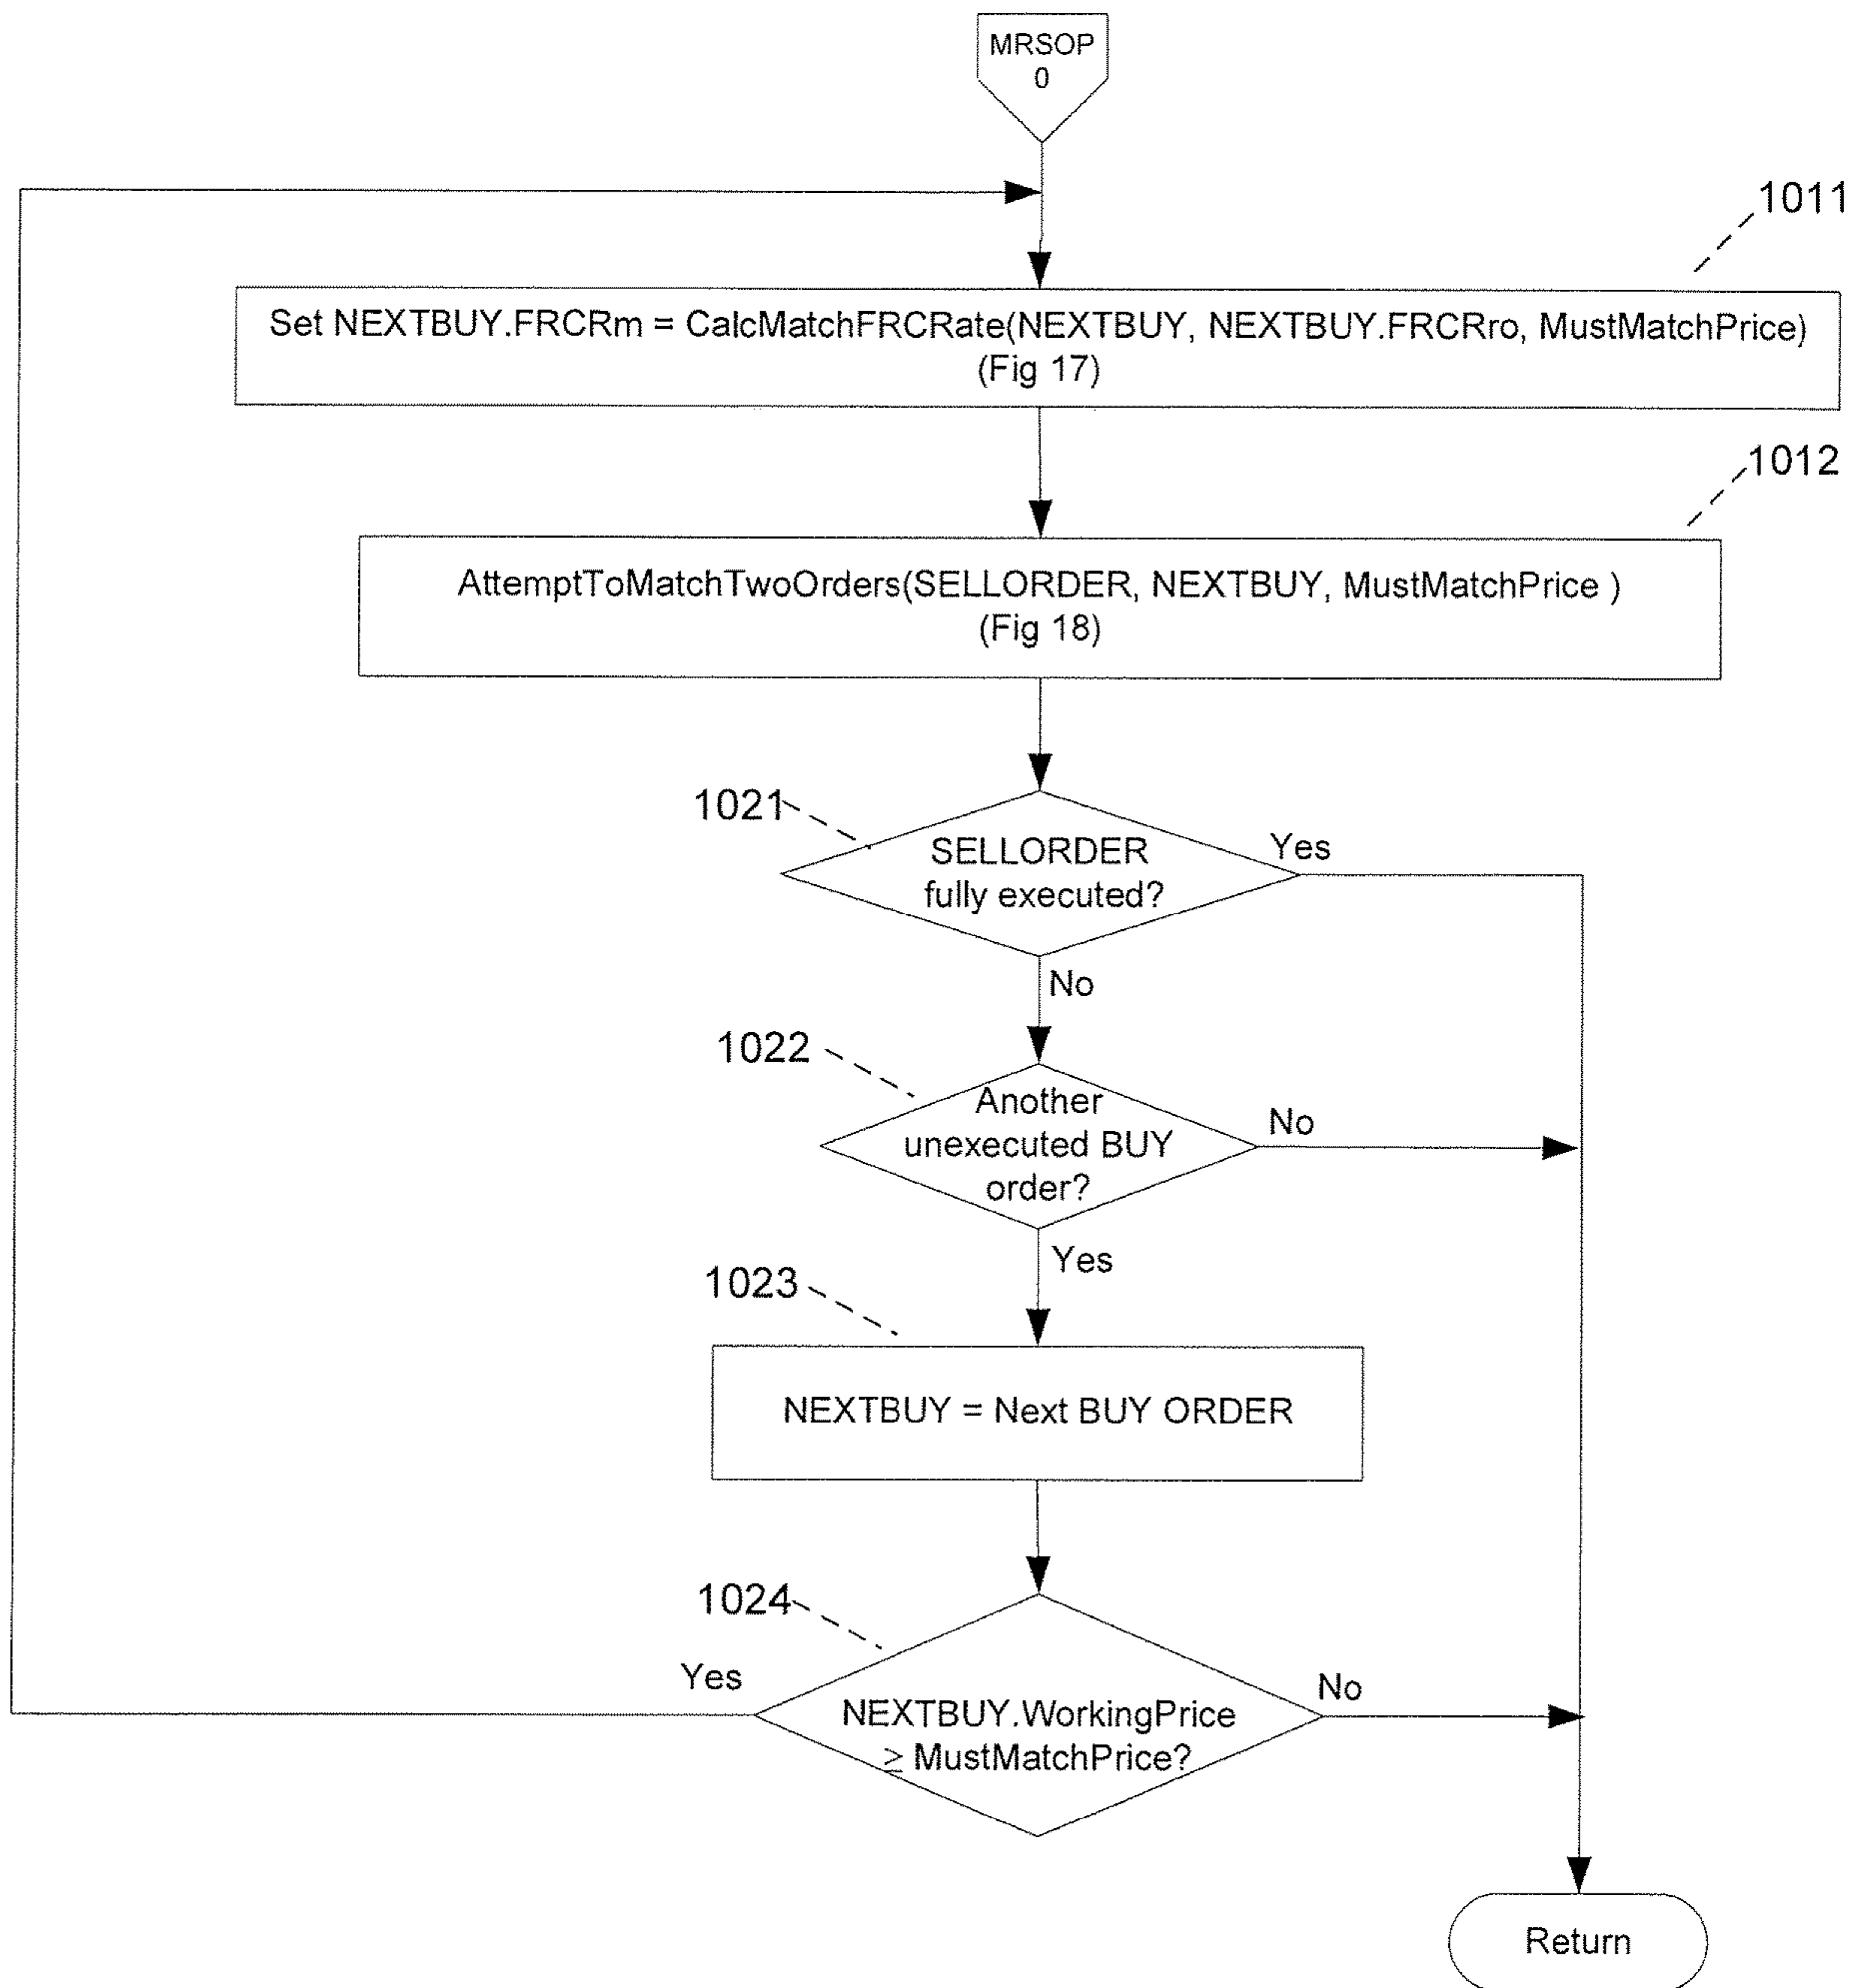 MRSOP
0
1011
Set NEXTBUY.FRCRm = CalcMatchFRCRate(NEXTBUY, NEXTBUY.FRCRro, MustMatchPrice)
(Fig 17)
1012
AttemptToMatchTwoOrders(SELLORDER, NEXTBUY, MustMatchPrice )
(Fig 18)
1021
SELLORDER
fully executed?
Yes
No
1022
Another
unexecuted BUY
order?
No
Yes
1023
NEXTBUY = Next BUY ORDER
1024
Yes
NEXTBUY.WorkingPrice
≥ MustMatchPrice?
No
Return